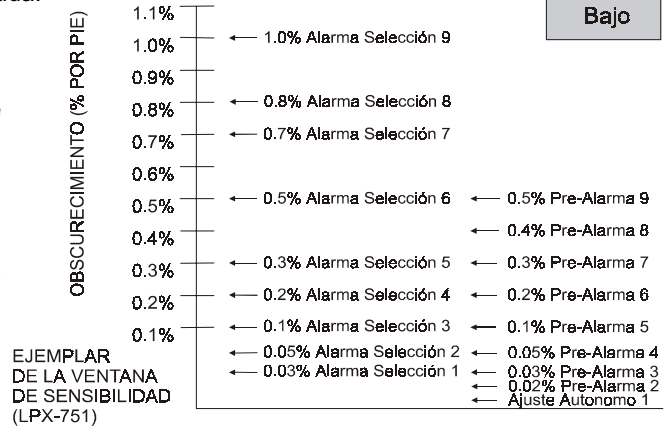 Bajo
OBSCURECIMIENTO (% POR PIE)
1.1%
1.0%
0.9%
0.8%
0.7%
0.6%
0.5%
0.4%
0.3%
0.2%
0.1%
1.0% Alarma Selección 9
0.8% Alarma Selección 8
0.7% Alarma Selección 7
0.5% Alarma Selección 6
0.3% Alarma Selección 5
0.2% Alarma Selección 4
0.1% Alarma Selección 3
0.05% Alarma Selección 2
0.03% Alarma Selección 1
0.5% Pre-Alarma 9
0.4% Pre-Alarma 8
0.3% Pre-Alarma 7
0.2% Pre-Alarma 6
0.1% Pre-Alarma 5
0.05% Pre-Alarma 4
0.03% Pre-Alarma 3
0.02% Pre-Alarma 2
Ajuste Autonomo 1
EJEMPLAR
DE LA VENTANA
DE SENSIBILIDAD
(LPX-751)